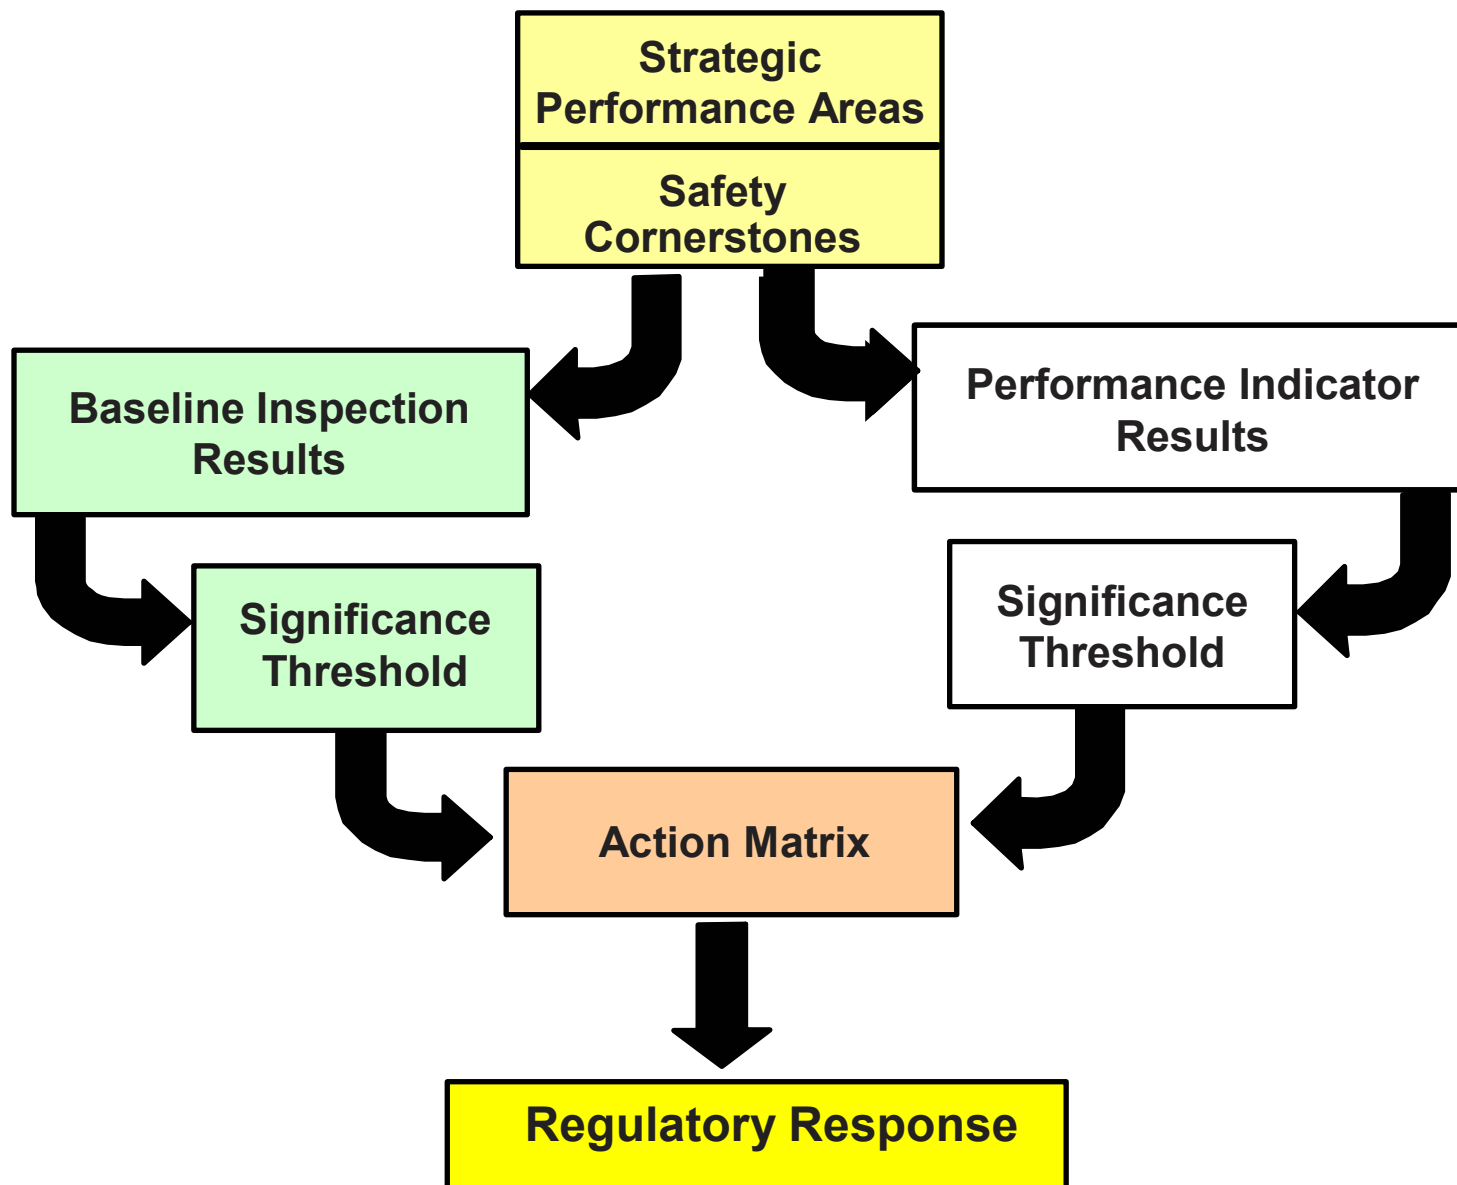 Strategic
Performance Areas
Safety
Cornerstones
Baseline Inspection
Results
Performance Indicator
Results
Significance
Threshold
Significance
Threshold
Action Matrix
Regulatory Response